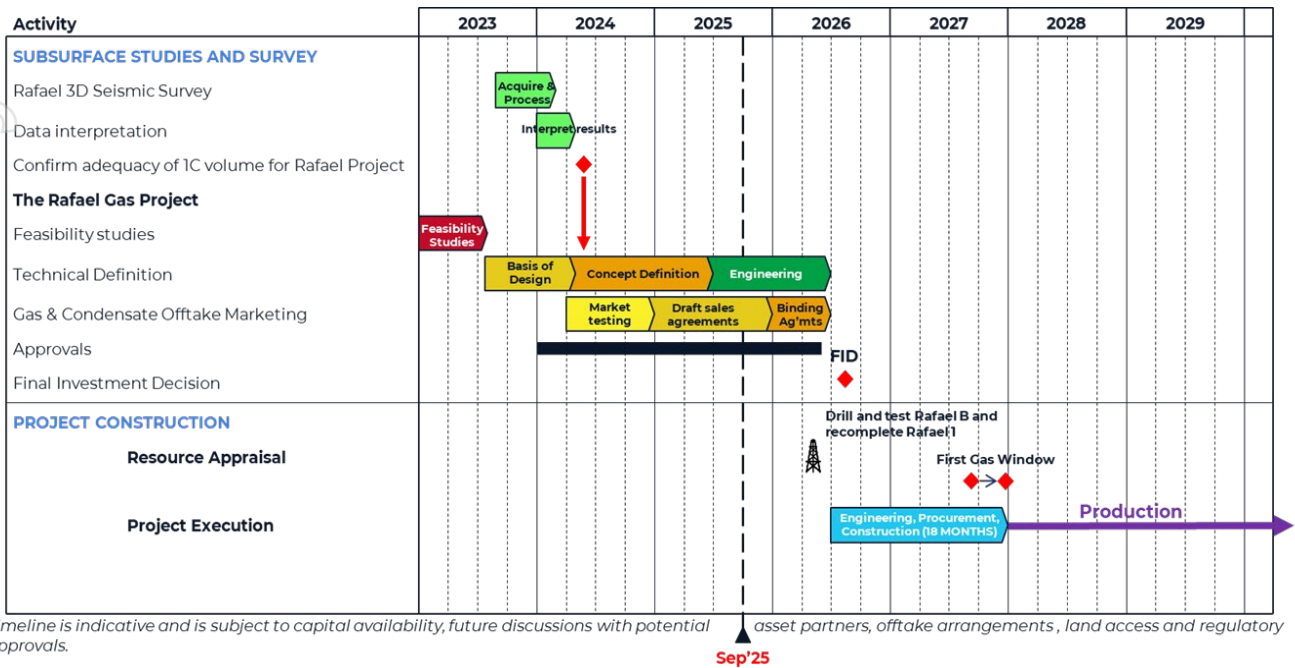 Activity 2023 2024 2025 2026 2027 2028 2029
SUBSURFACE STUDIES AND SURVEY
Rafael 3D Seismic Survey
Acquire &
Process
Data interpretation
Interpret results
Confirm adequacy of 1C volume for Rafael Project
The Rafael Gas Project
Feasibility studies
Feasibility
Studies
Technical Definition
Basis of
Design
Concept Definition
Engineering
Gas & Condensate Offtake Marketing
Market
testing
Draft sales
agreements
Binding
Ag'mts
Approvals
FID
Final Investment Decision
PROJECT CONSTRUCTION
Drill and test Rafael B and
recomplete Rafael 1
Resource Appraisal
First Gas Window
Project Execution
Engineering, Procurement,
Construction (18 MONTHS)
Production
imeline is indicative and is subject to capital availability, future discussions with potential asset partners, offtake arrangements , land access and regulatory
pprovals.
Sep'25